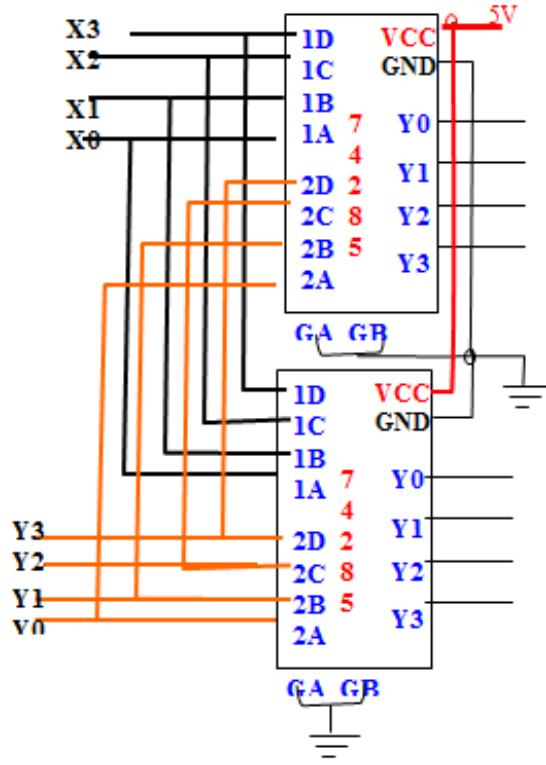 5V
X3
X2
X1
X0
1D VCC
1C GND
1B
1A 7 Y0
4 Y1
2D 2
2C 8 Y2
2B 5 Y3
2A
GA GB
1D VCC
1C GND
1B
1A 7 Y0
4 Y1
2D 2
2C 8 Y2
2B 5 Y3
2A
GA GB
Y3
Y2
Y1
Y0